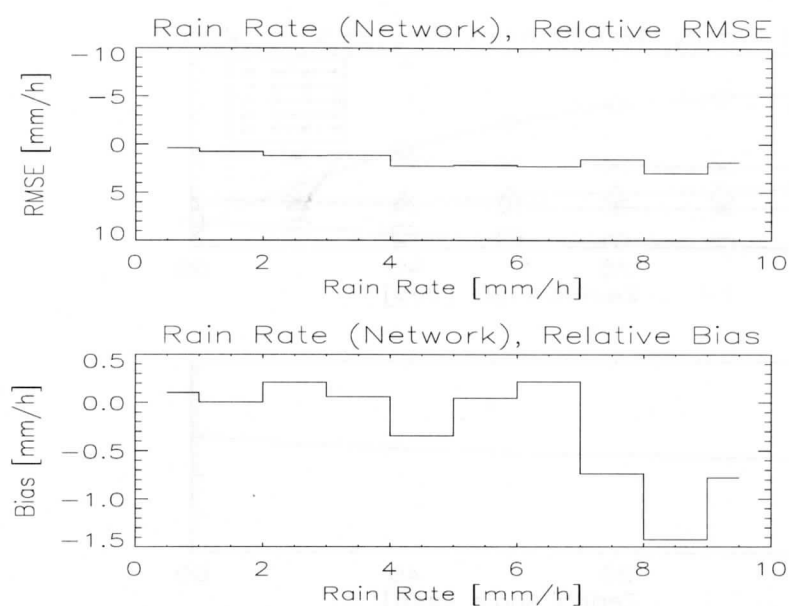 Rain Rate (Network), Relative RMSE
RMSE [mm/h]
-10
-5
0
5
10
0 2 4 6 8 10
Rain Rate [mm/h]
Rain Rate (Network), Relative Bias
Bias [mm/h]
0.5
0.0
-0.5
-1.0
-1.5
0 2 4 6 8 10
Rain Rate [mm/h]